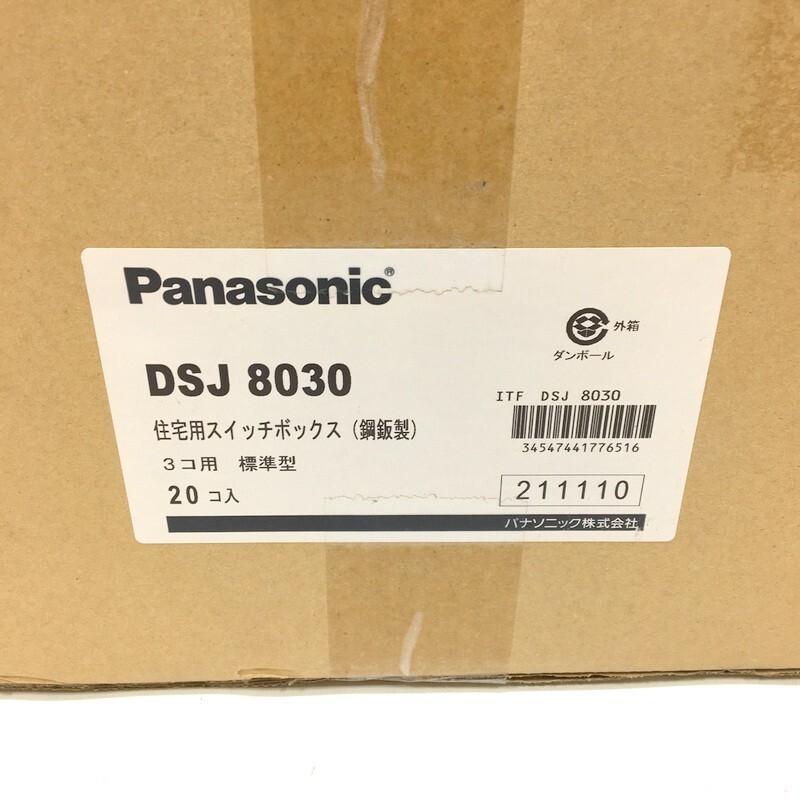 Panasonic®
外箱
ダンボール
DSJ 8030
ITF DSJ 8030
住宅用スイッチボックス（鋼鈑製）
34547441776516
3コ用 標準型
20コ入
211110
パナソニック株式会社